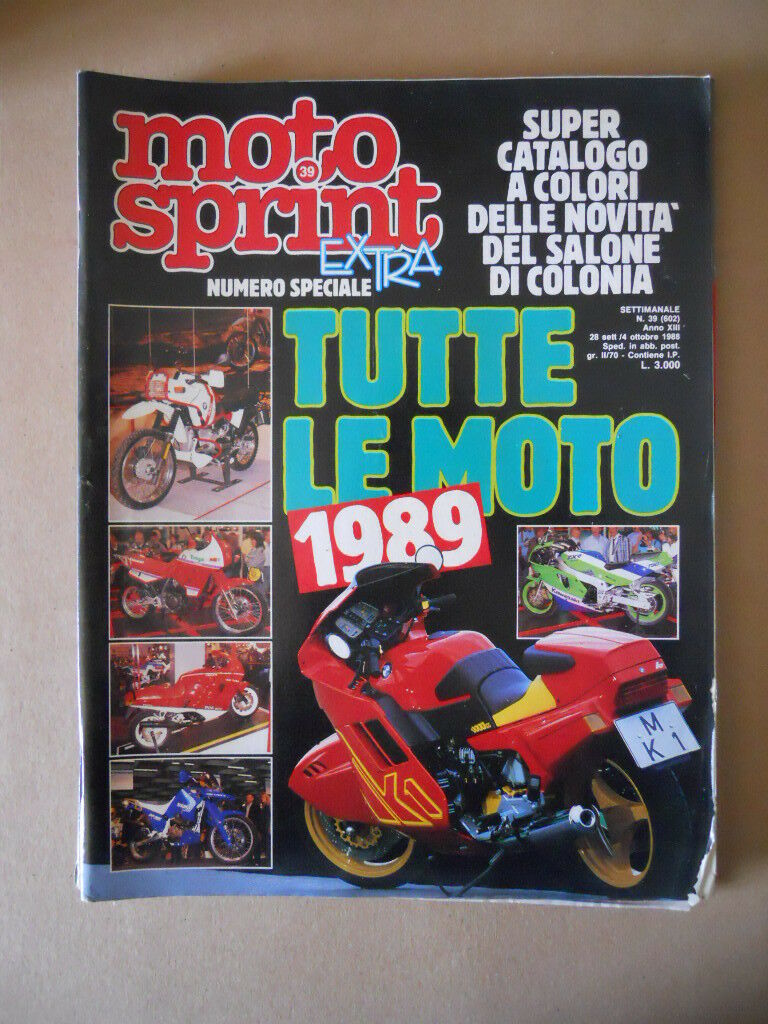 moto
39
sprint
EXTRA
NUMERO SPECIALE
SUPER
CATALOGO
A COLORI
DELLE NOVITA`
DEL SALONE
DI COLONIA
SETTIMANALE
N. 39 (602)
Anno XIII
28 sett /4 ottobre 1988
Sped. in abb. post.
gr. II/70 - Contiene I.P.
L. 3.000
TUTTE
LE MOTO
1989
Kawasaki
1000
K1
M
K 1